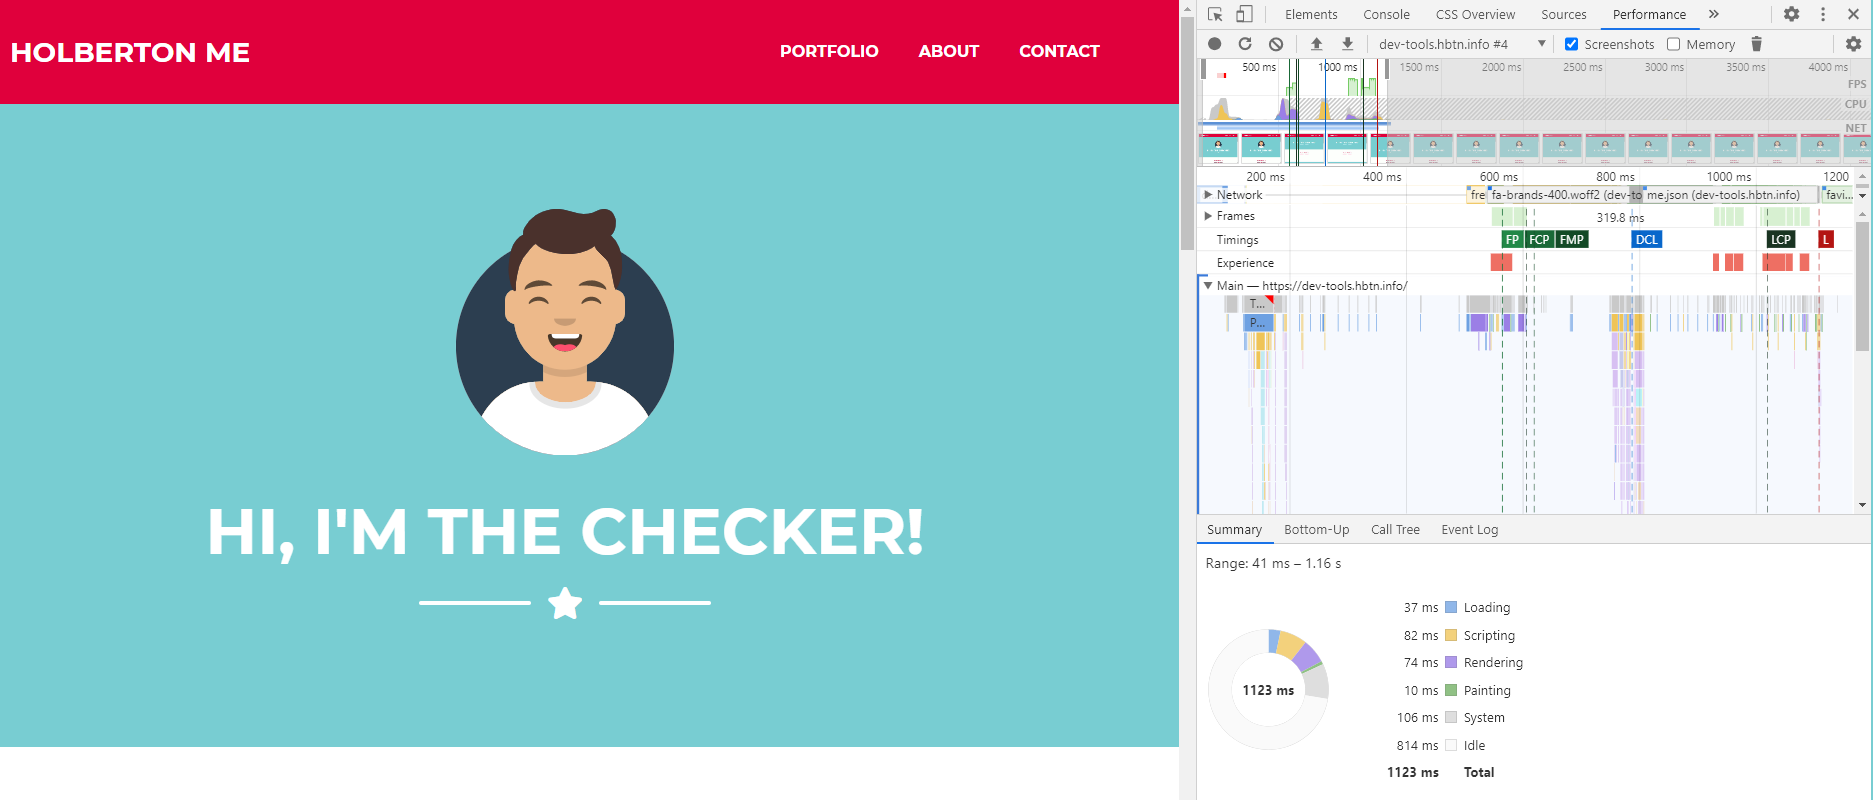 HOLBERTON ME
PORTFOLIO ABOUT CONTACT
HI, I'M THE CHECKER!
Elements Console CSS Overview Sources Performance »
dev-tools.hbtn.info #4 Screenshots Memory
500 ms 1000 ms 1500 ms 2000 ms 2500 ms 3000 ms 3500 ms 4000 ms
FPS
CPU
NET
200 ms 400 ms 600 ms 800 ms 1000 ms 1200
Network fre fa-brands-400.woff2 (dev-to me.json (dev-tools.hbtn.info) favi...
Frames 319.8 ms
Timings FP FCP FMP DCL LCP L
Experience
Main — https://dev-tools.hbtn.info/
T...
P...
Summary Bottom-Up Call Tree Event Log
Range: 41 ms – 1.16 s
37 ms Loading
82 ms Scripting
74 ms Rendering
1123 ms
10 ms Painting
106 ms System
814 ms Idle
1123 ms Total